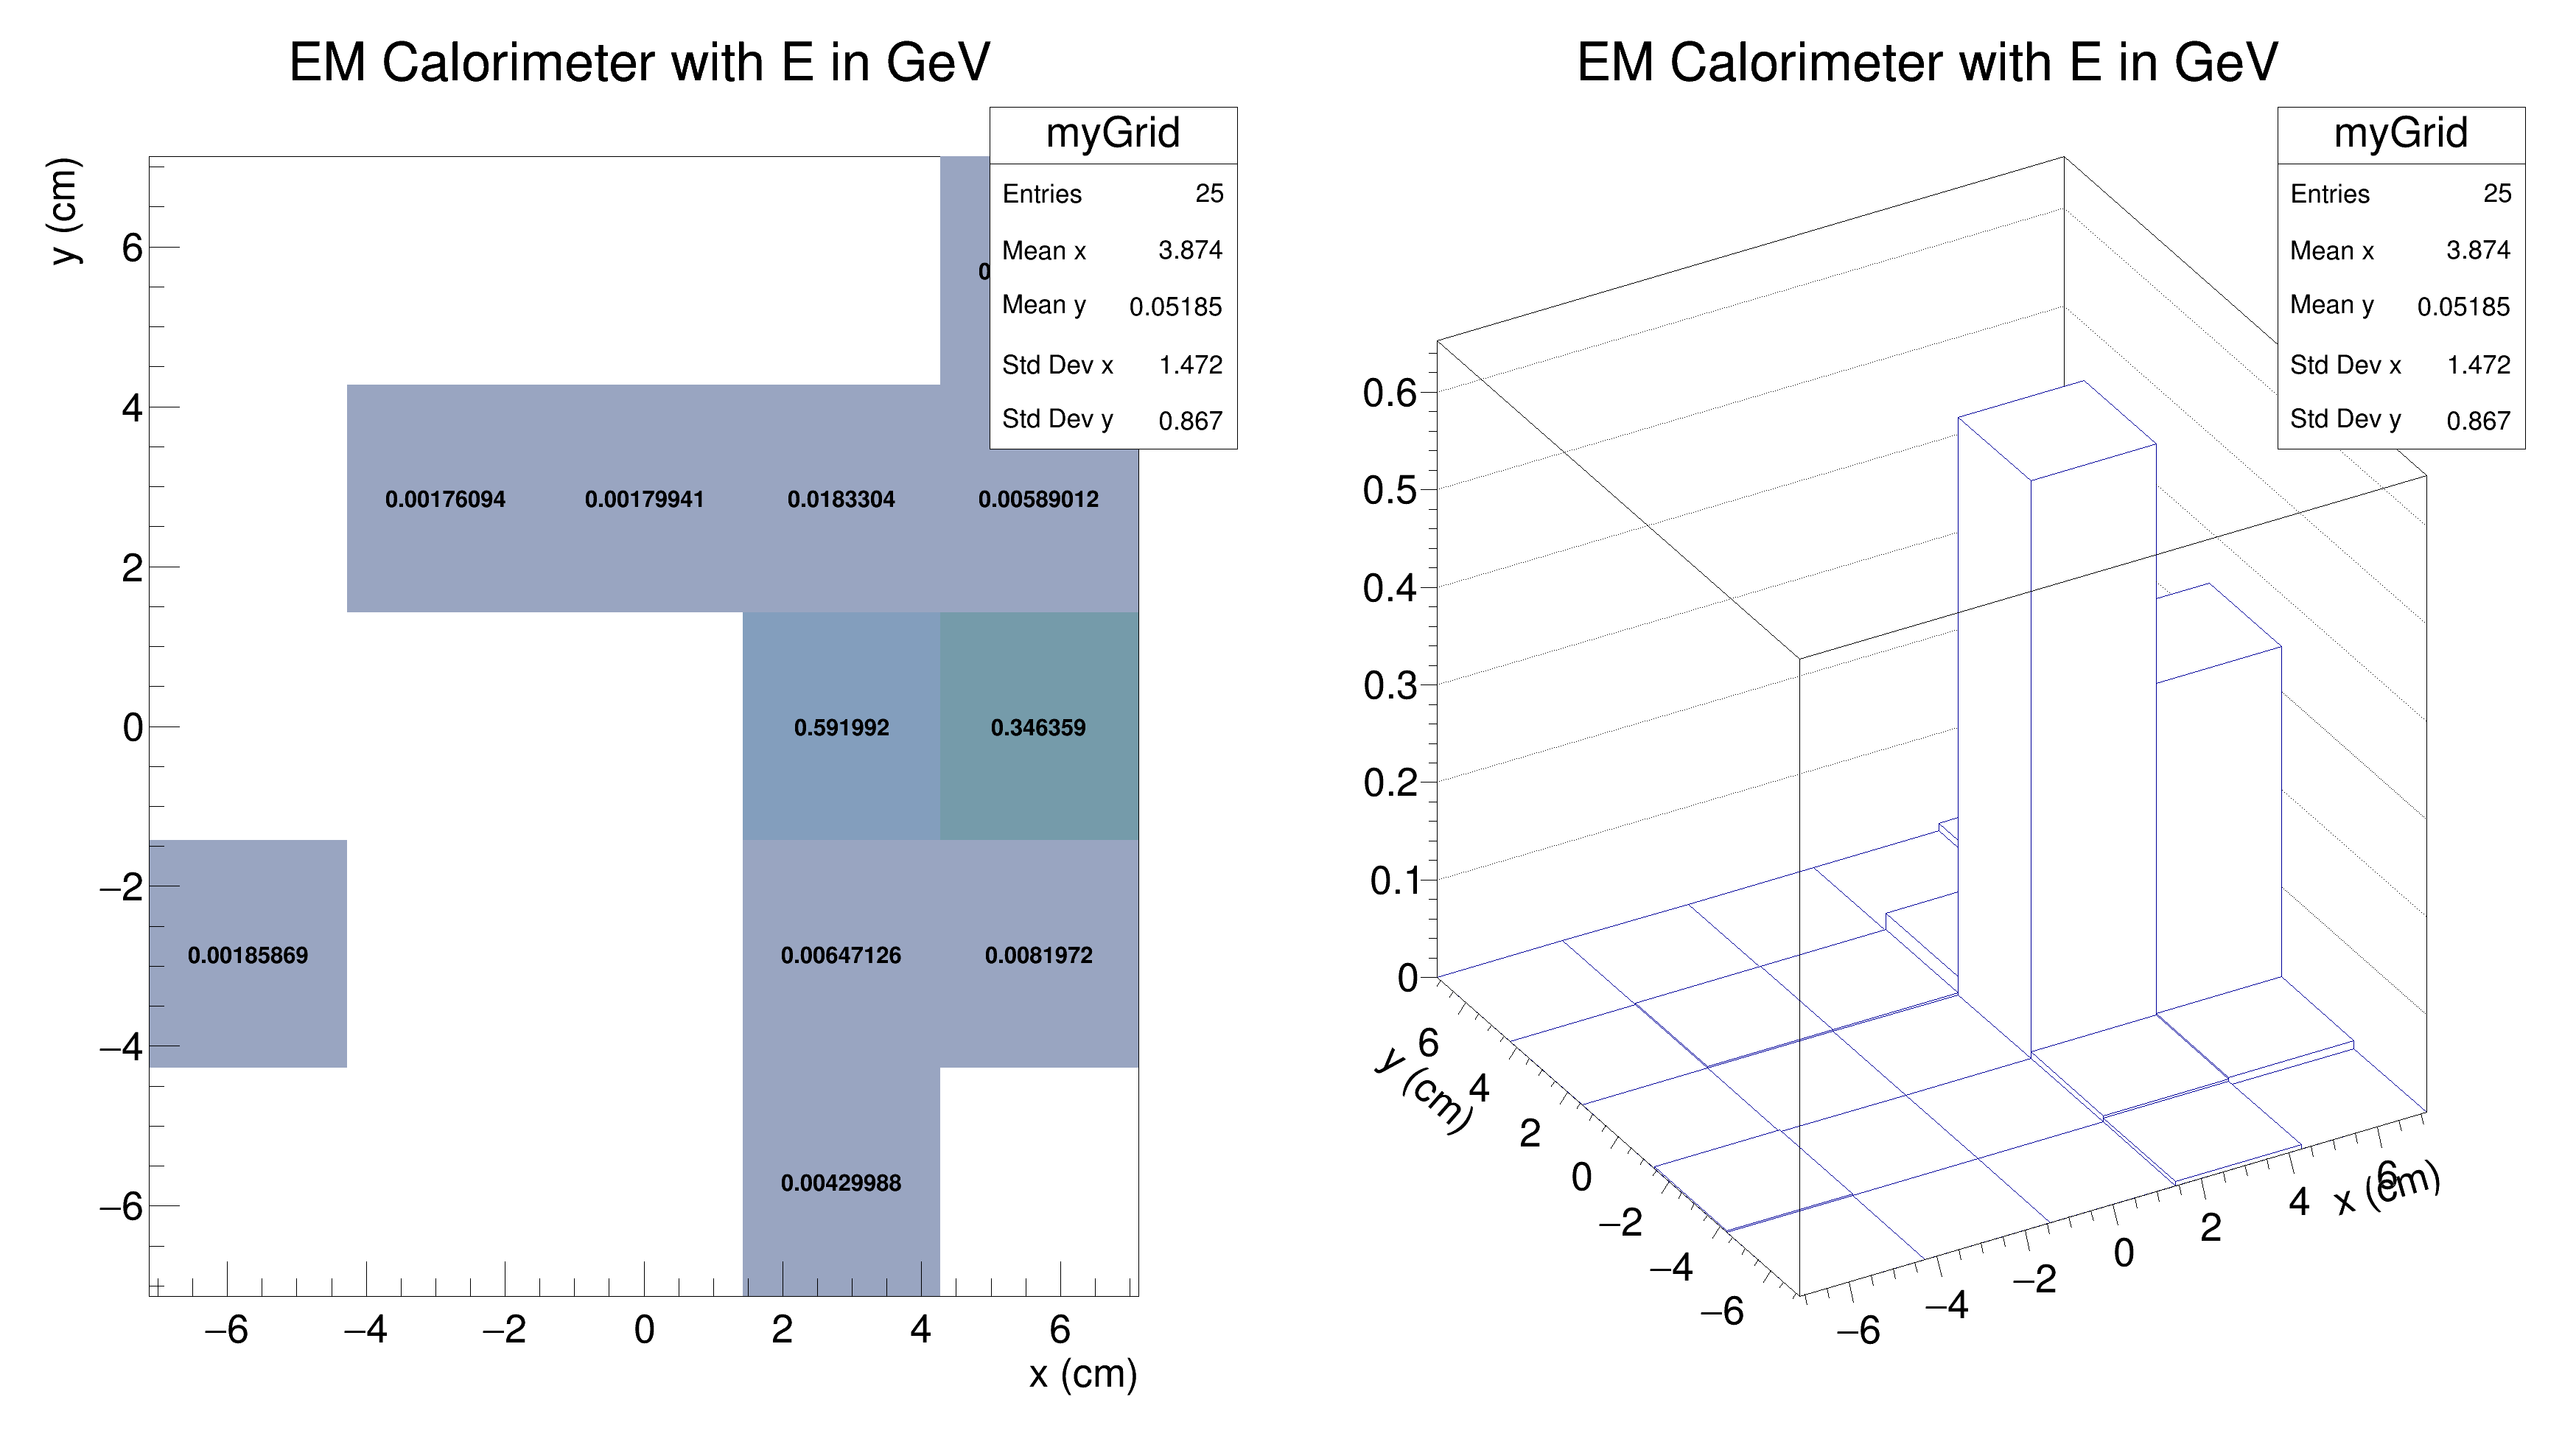 EM Calorimeter with E in GeV
myGrid
Entries 25
Mean x 3.874
Mean y 0.05185
Std Dev x 1.472
Std Dev y 0.867
y (cm)
6
4
2
0
−2
−4
−6
0.00176094 0.00179941 0.0183304 0.00589012
0.591992 0.346359
0.00185869 0.00647126 0.0081972
0.00429988
−6 −4 −2 0 2 4 6
x (cm)
EM Calorimeter with E in GeV
myGrid
Entries 25
Mean x 3.874
Mean y 0.05185
Std Dev x 1.472
Std Dev y 0.867
0.6
0.5
0.4
0.3
0.2
0.1
0
y (cm)
6
4
2
0
−2
−4
−6
−6 −4 −2 0 2 4 6
x (cm)